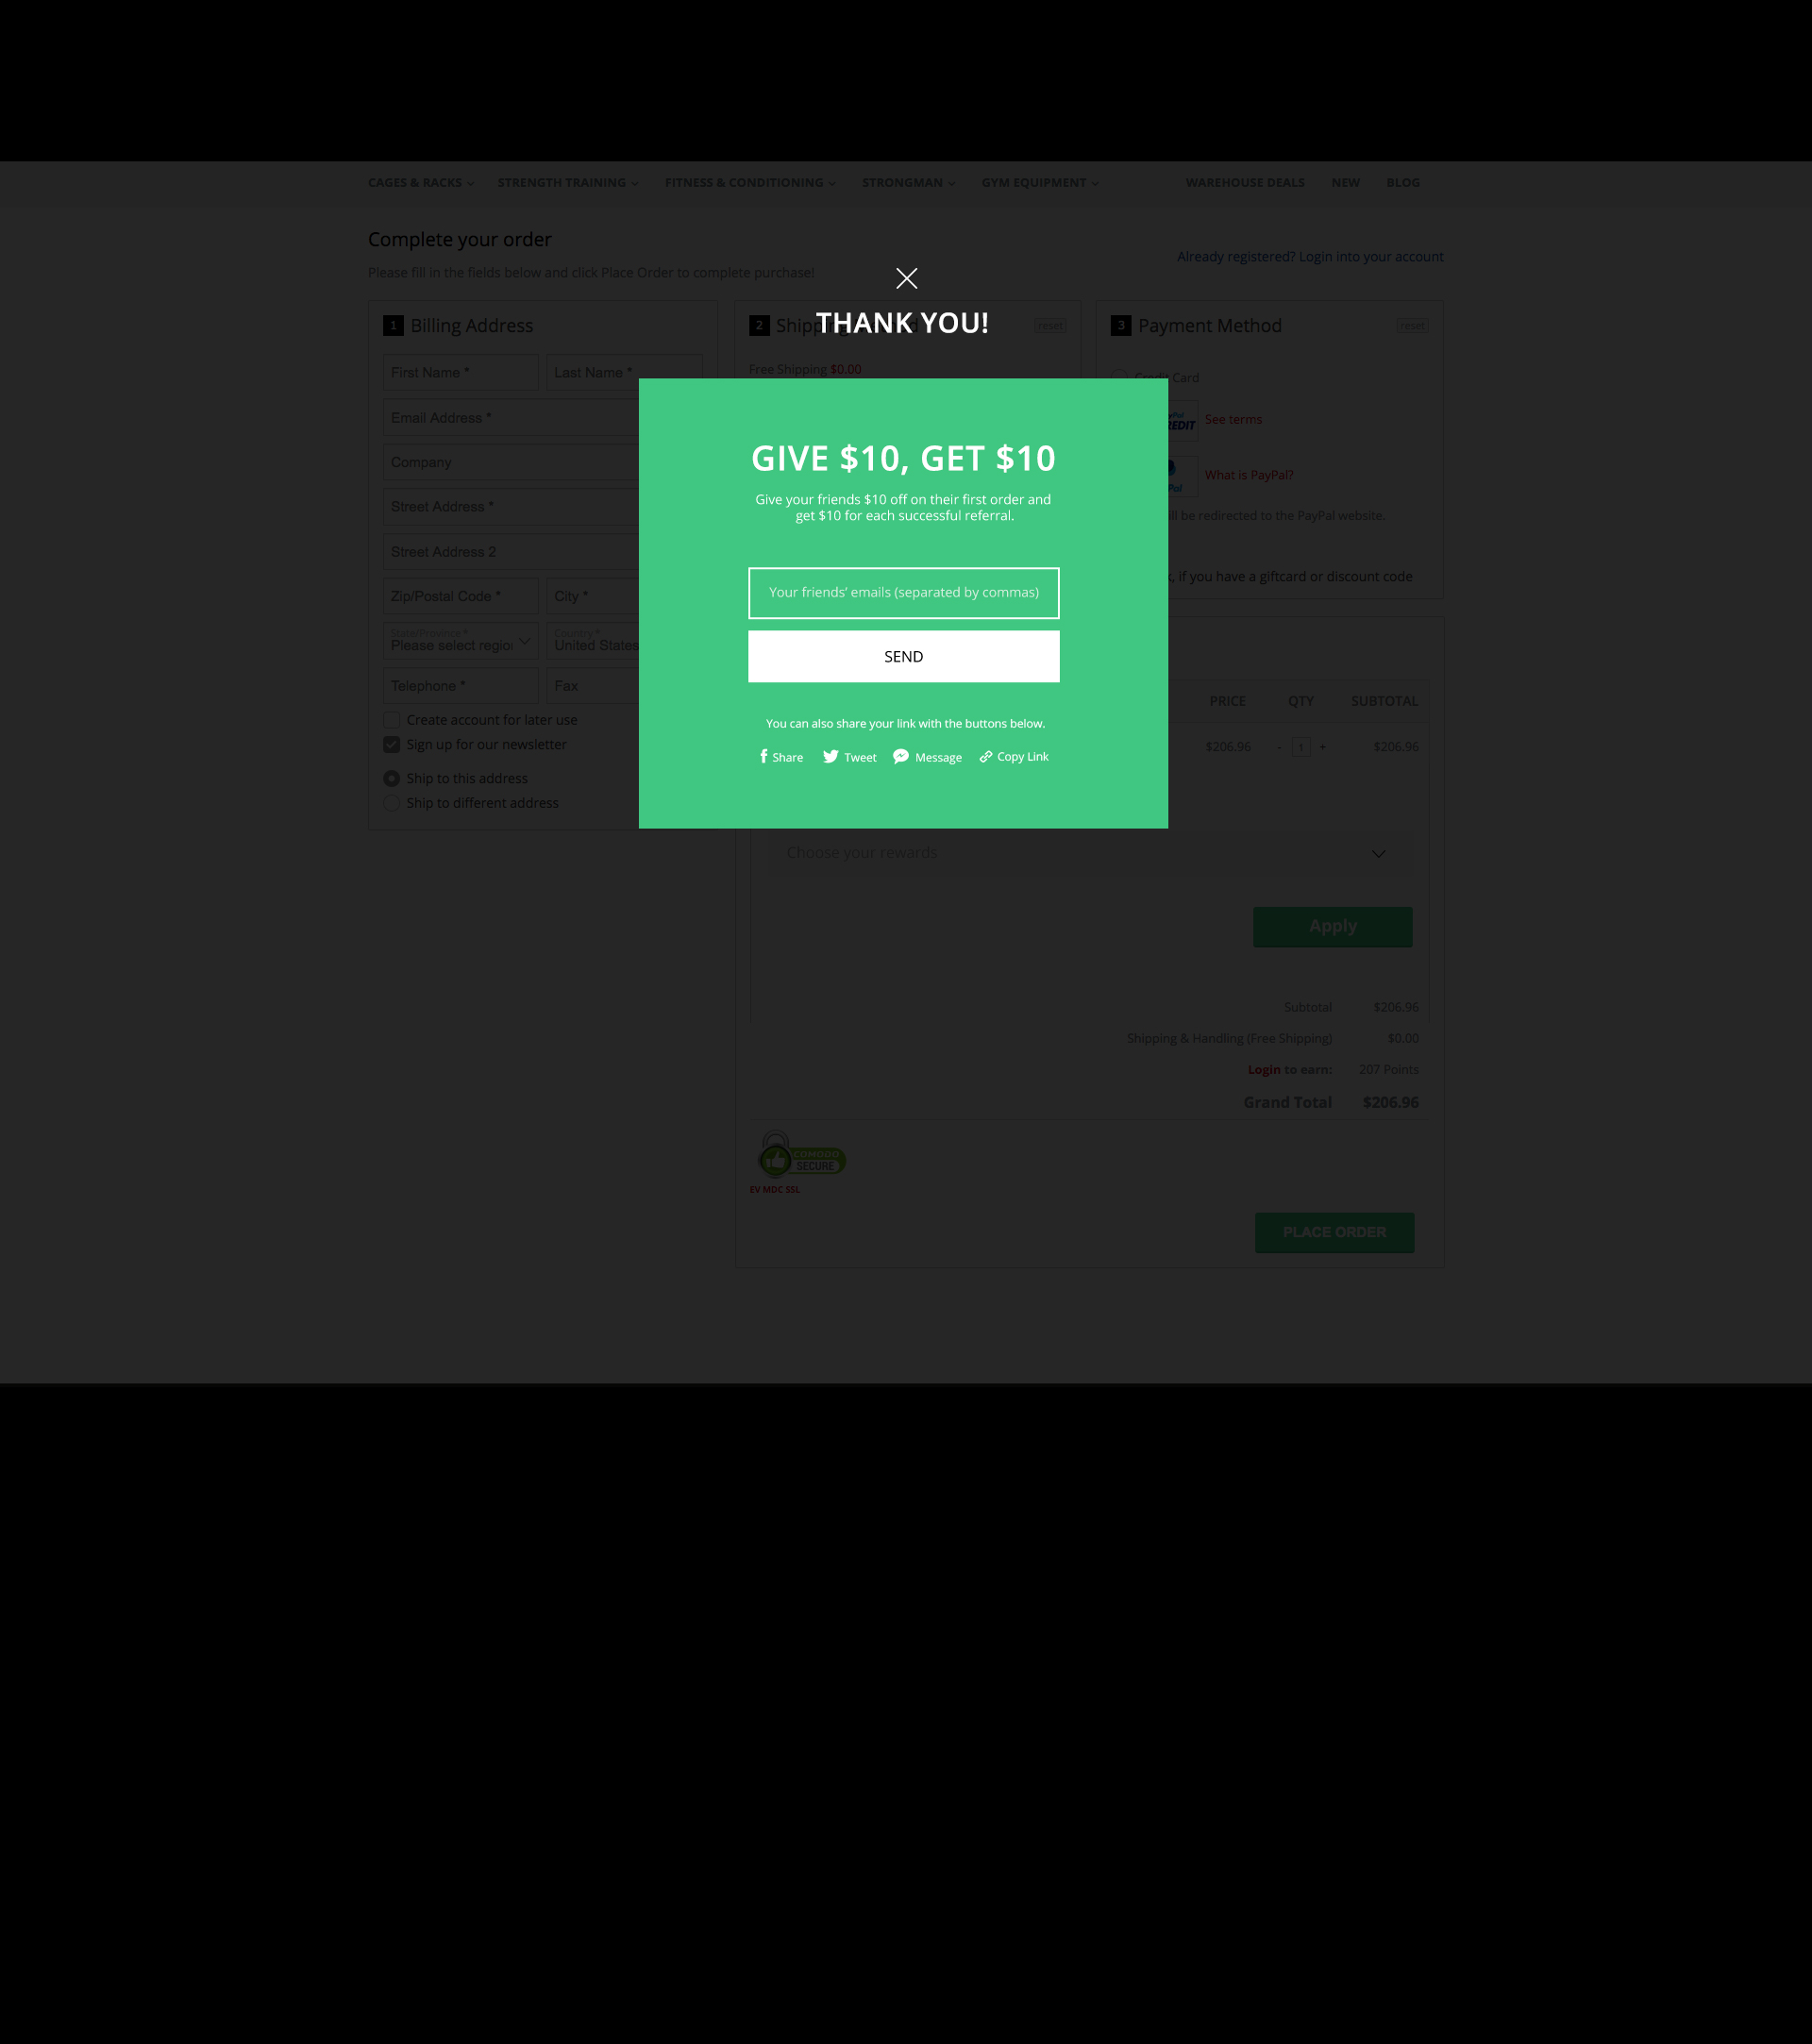 CAGES & RACKS STRENGTH TRAINING FITNESS & CONDITIONING STRONGMAN GYM EQUIPMENT WAREHOUSE DEALS NEW BLOG
Complete your order
Already registered? Login into your account
Please fill in the fields below and click Place Order to complete purchase!
THANK YOU!
1 Billing Address
First Name *
Last Name *
Email Address *
Company
Street Address *
Street Address 2
Zip/Postal Code *
City *
State/Province *
Please select
Country *
United States
Telephone *
Fax
Create account for later use
Sign up for our newsletter
Ship to this address
Ship to different address
2
reset
Free Shipping $0.00
3 Payment Method
reset
Credit Card
See terms
What is PayPal?
be redirected to the PayPal website.
if you have a giftcard or discount code
GIVE $10, GET $10
Give your friends $10 off on their first order and
get $10 for each successful referral.
Your friends' emails (separated by commas)
SEND
You can also share your link with the buttons below.
Share Tweet Message Copy Link
PRICE QTY SUBTOTAL
$206.96 - 1 + $206.96
Choose your rewards
Apply
Subtotal $206.96
Shipping & Handling (Free Shipping) $0.00
Login to earn: 207 Points
Grand Total $206.96
COMODO
SECURE
EV MDC SSL
PLACE ORDER